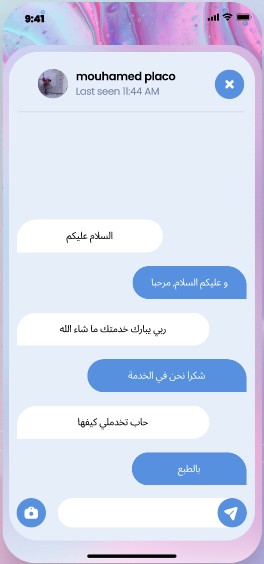 9:41
mouhamed placo
Last seen 11:44 AM
السلام عليكم
و عليكم السلام, مرحبا
ربي يبارك خدمتك ما شاء الله
شكرا نحن في الخدمة
حاب تخدملي كيفها
بالطبع